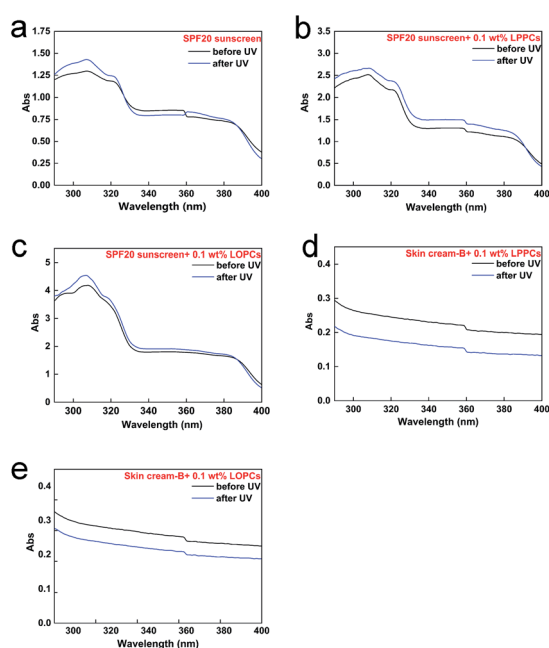 a
SPF20 sunscreen
before UV
after UV
1.75
1.50
1.25
1.00
0.75
0.50
0.25
0.00
Abs
300 320 340 360 380 400
Wavelength (nm)
b
SPF20 sunscreen+ 0.1 wt% LPPCs
before UV
after UV
3.5
3.0
2.5
2.0
1.5
1.0
0.5
0.0
Abs
300 320 340 360 380 400
Wavelength (nm)
c
SPF20 sunscreen+ 0.1 wt% LOPCs
before UV
after UV
5
4
3
2
1
0
Abs
300 320 340 360 380 400
Wavelength (nm)
d
Skin cream-B+ 0.1 wt% LPPCs
before UV
after UV
0.4
0.3
0.2
0.1
0.0
Abs
300 320 340 360 380 400
Wavelength (nm)
e
Skin cream-B+ 0.1 wt% LOPCs
before UV
after UV
0.4
0.3
0.2
0.1
0.0
Abs
300 320 340 360 380 400
Wavelength (nm)